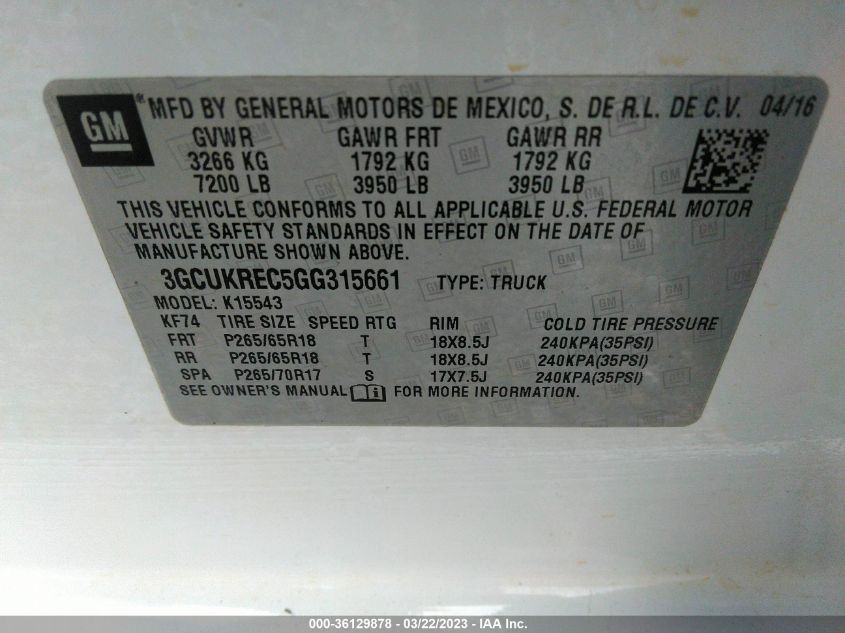 GM
MFD BY GENERAL MOTORS DE MEXICO, S. DE R.L. DE C.V. 04/16
GVWR GAWR FRT GAWR RR
3266 KG 1792 KG 1792 KG
7200 LB 3950 LB 3950 LB
THIS VEHICLE CONFORMS TO ALL APPLICABLE U.S. FEDERAL MOTOR
VEHICLE SAFETY STANDARDS IN EFFECT ON THE DATE OF
MANUFACTURE SHOWN ABOVE.
3GCUKREC5GG315661 TYPE: TRUCK
MODEL: K15543
KF74 TIRE SIZE SPEED RTG RIM COLD TIRE PRESSURE
FRT P265/65R18 T 18X8.5J 240KPA(35PSI)
RR P265/65R18 T 18X8.5J 240KPA(35PSI)
SPA P265/70R17 S 17X7.5J 240KPA(35PSI)
SEE OWNER'S MANUAL FOR MORE INFORMATION.
000-36129878 - 03/22/2023 - IAA Inc.